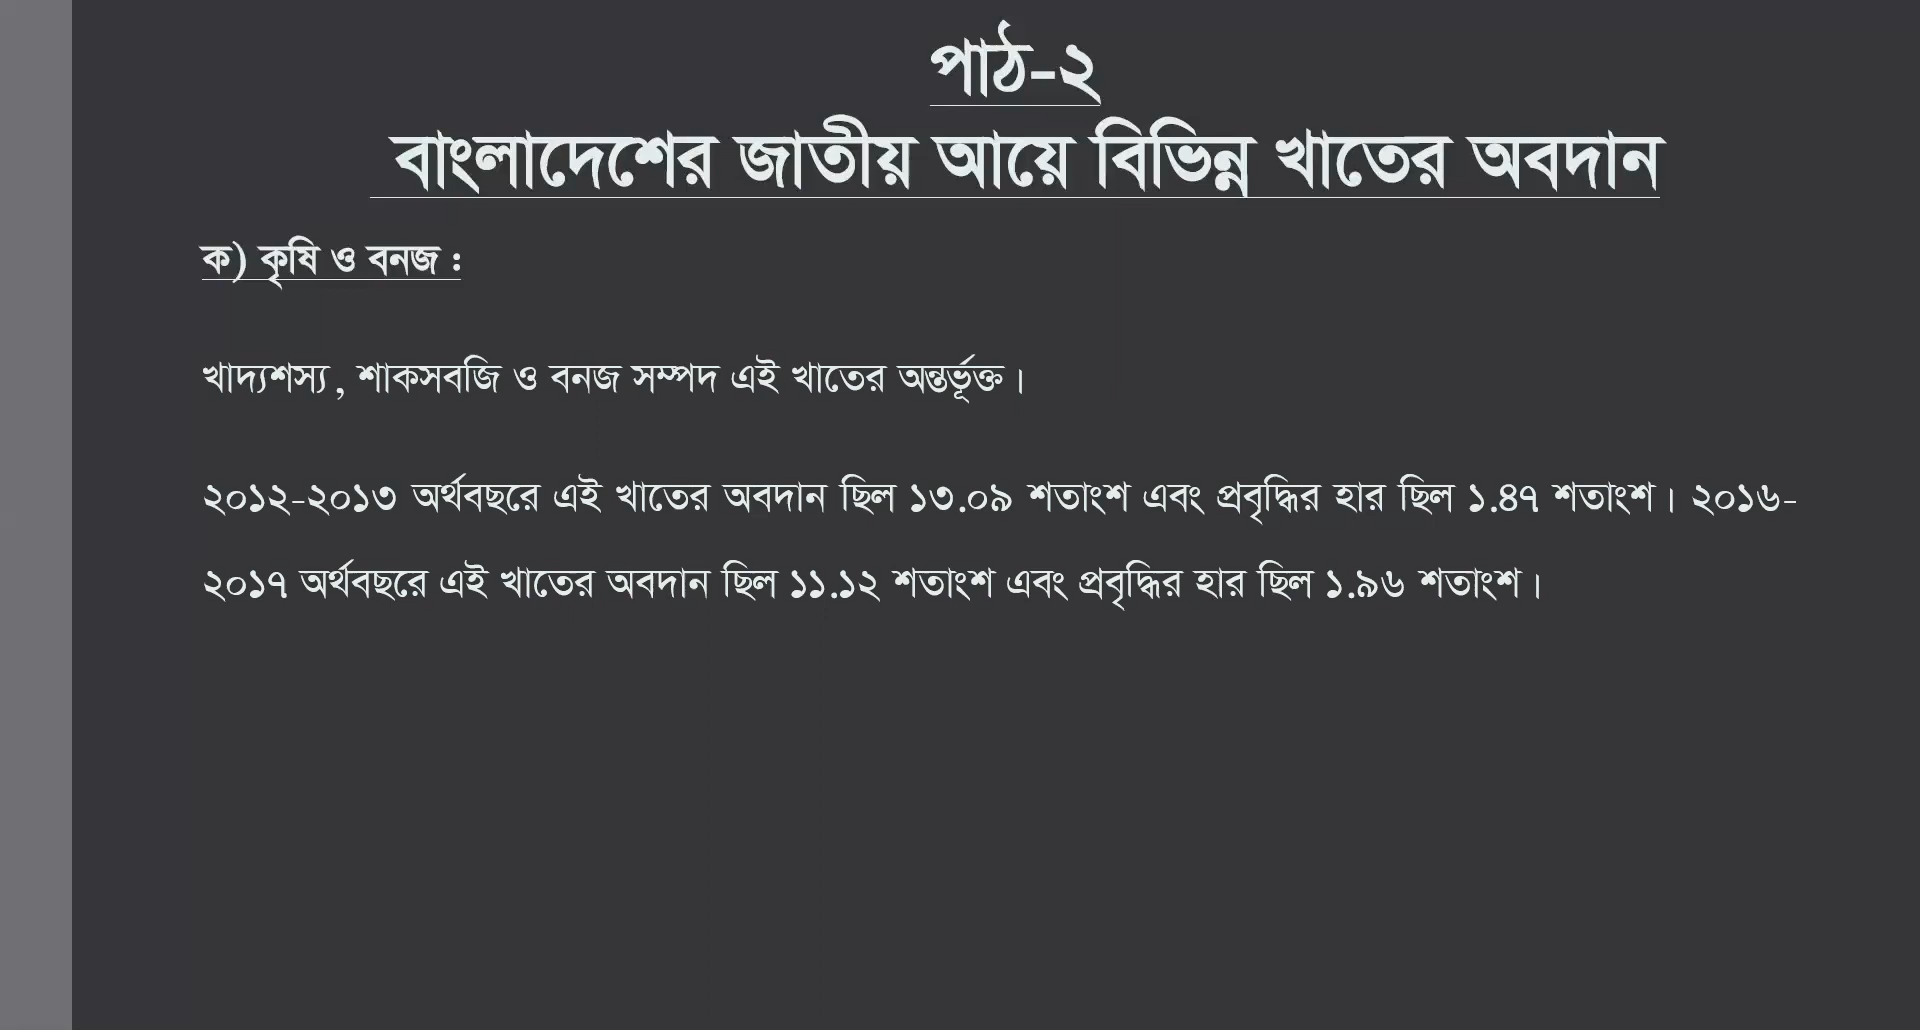 পাঠ-২
বাংলাদেশের জাতীয় আয়ে বিভিন্ন খাতের অবদান
ক) কৃষি ও বনজ :
খাদ্যশস্য, শাকসবজি ও বনজ সম্পদ এই খাতের অন্তর্ভূক্ত।
২০১২-২০১৩ অর্থবছরে এই খাতের অবদান ছিল ১৩.০৯ শতাংশ এবং প্রবৃদ্ধির হার ছিল ১.৪৭ শতাংশ। ২০১৬-
২০১৭ অর্থবছরে এই খাতের অবদান ছিল ১১.১২ শতাংশ এবং প্রবৃদ্ধির হার ছিল ১.৯৬ শতাংশ।